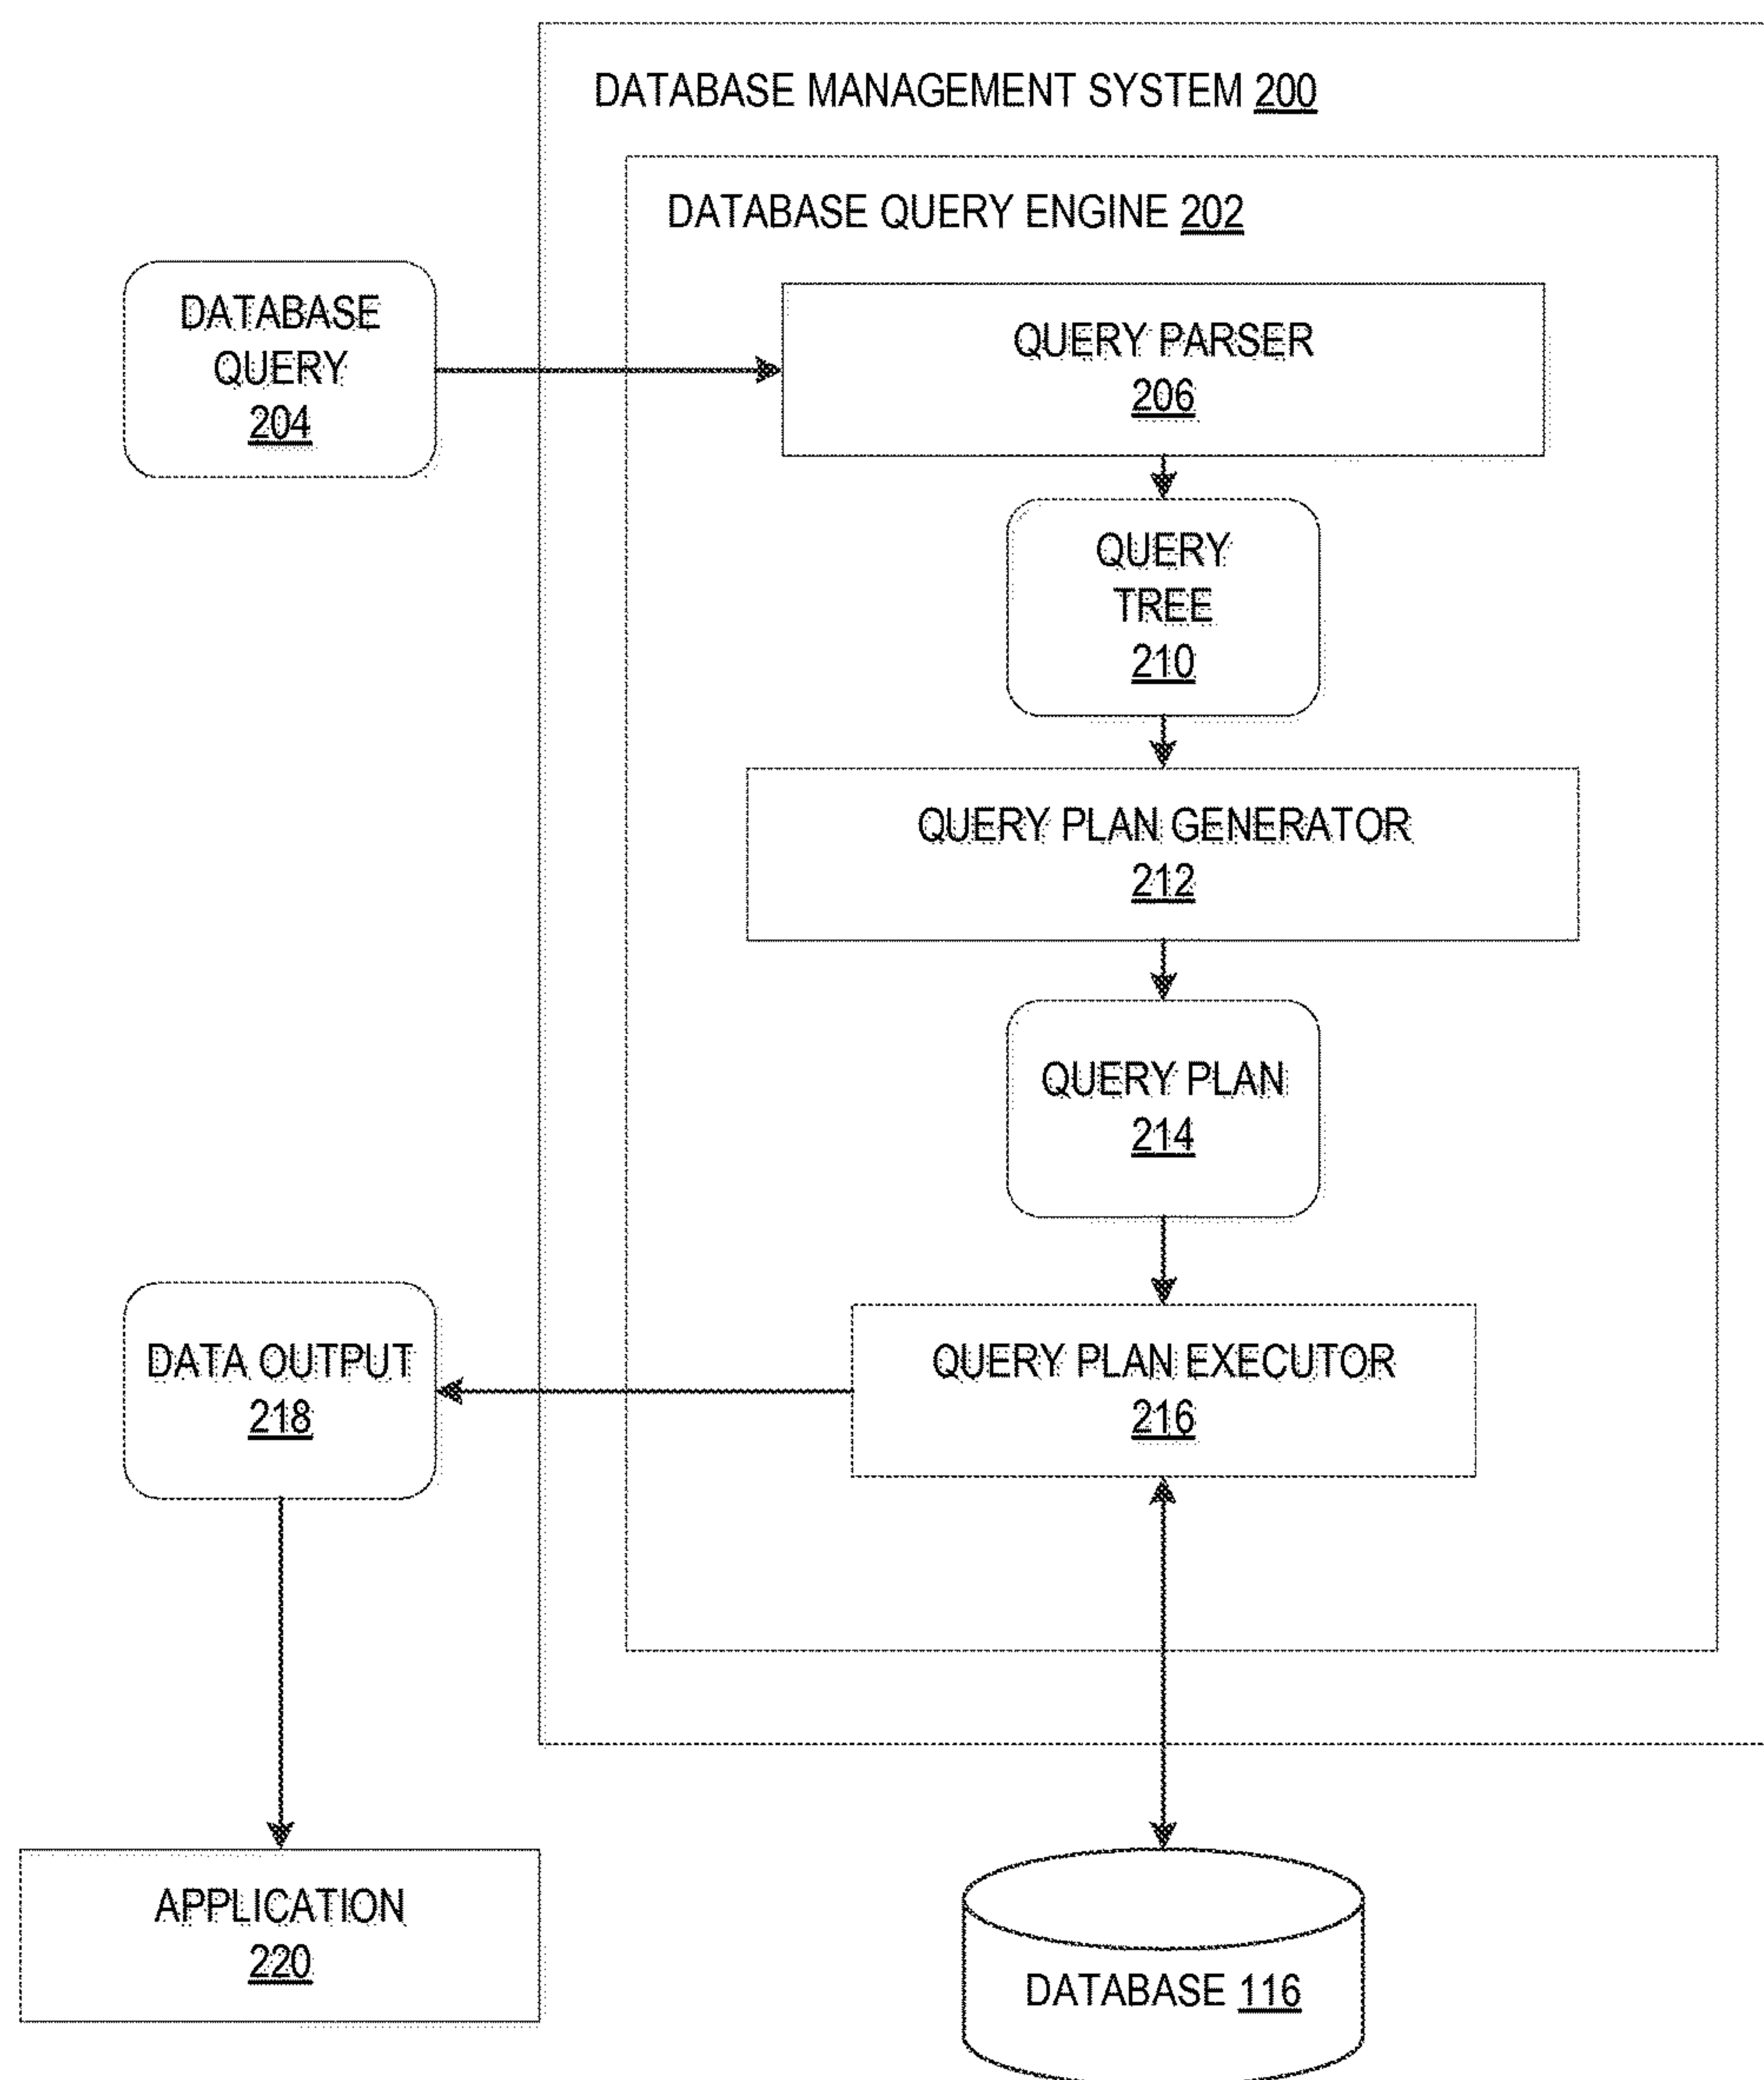 DATABASE MANAGEMENT SYSTEM 200
DATABASE QUERY ENGINE 202
DATABASE
QUERY
204
QUERY PARSER
206
QUERY
TREE
210
QUERY PLAN GENERATOR
212
QUERY PLAN
214
DATA OUTPUT
218
QUERY PLAN EXECUTOR
216
APPLICATION
220
DATABASE 116